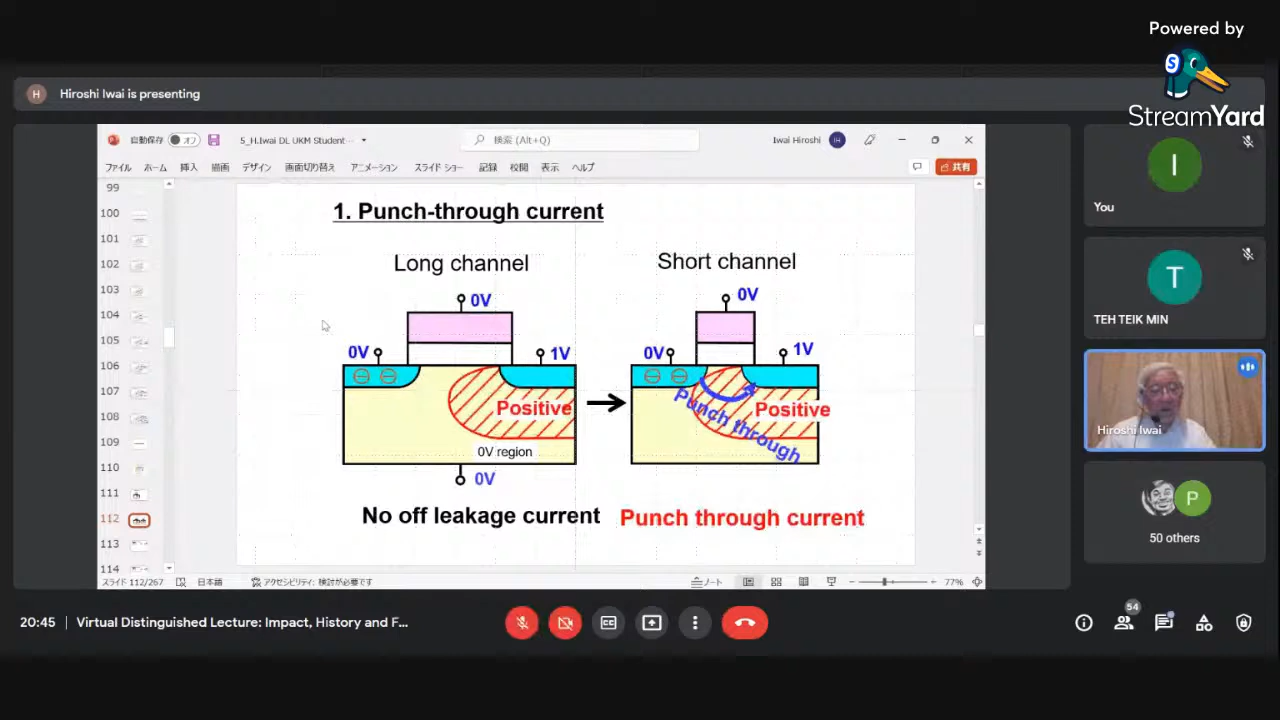 Powered by
StreamYard
H Hiroshi Iwai is presenting
自動保存 オフ 5_H.Iwai DL UKM Student··· 検索 (Alt+Q) Iwai Hiroshi IH
ファイル ホーム 挿入 描画 デザイン 画面切り替え アニメーション スライド ショー 記録 校閲 表示 ヘルプ 共有
99
100
101
102
103
104
105
106
107
108
109
110
111
112
113
114
1. Punch-through current
Long channel
Short channel
0V
0V
0V
1V
0V
1V
Positive
Punch through
Positive
0V region
0V
No off leakage current
Punch through current
スライド 112/267 日本語 アクセシビリティ: 検討が必要です ノート 77%
I
You
T
TEH TEIK MIN
Hiroshi Iwai
P
50 others
20:45 | Virtual Distinguished Lecture: Impact, History and F...
54